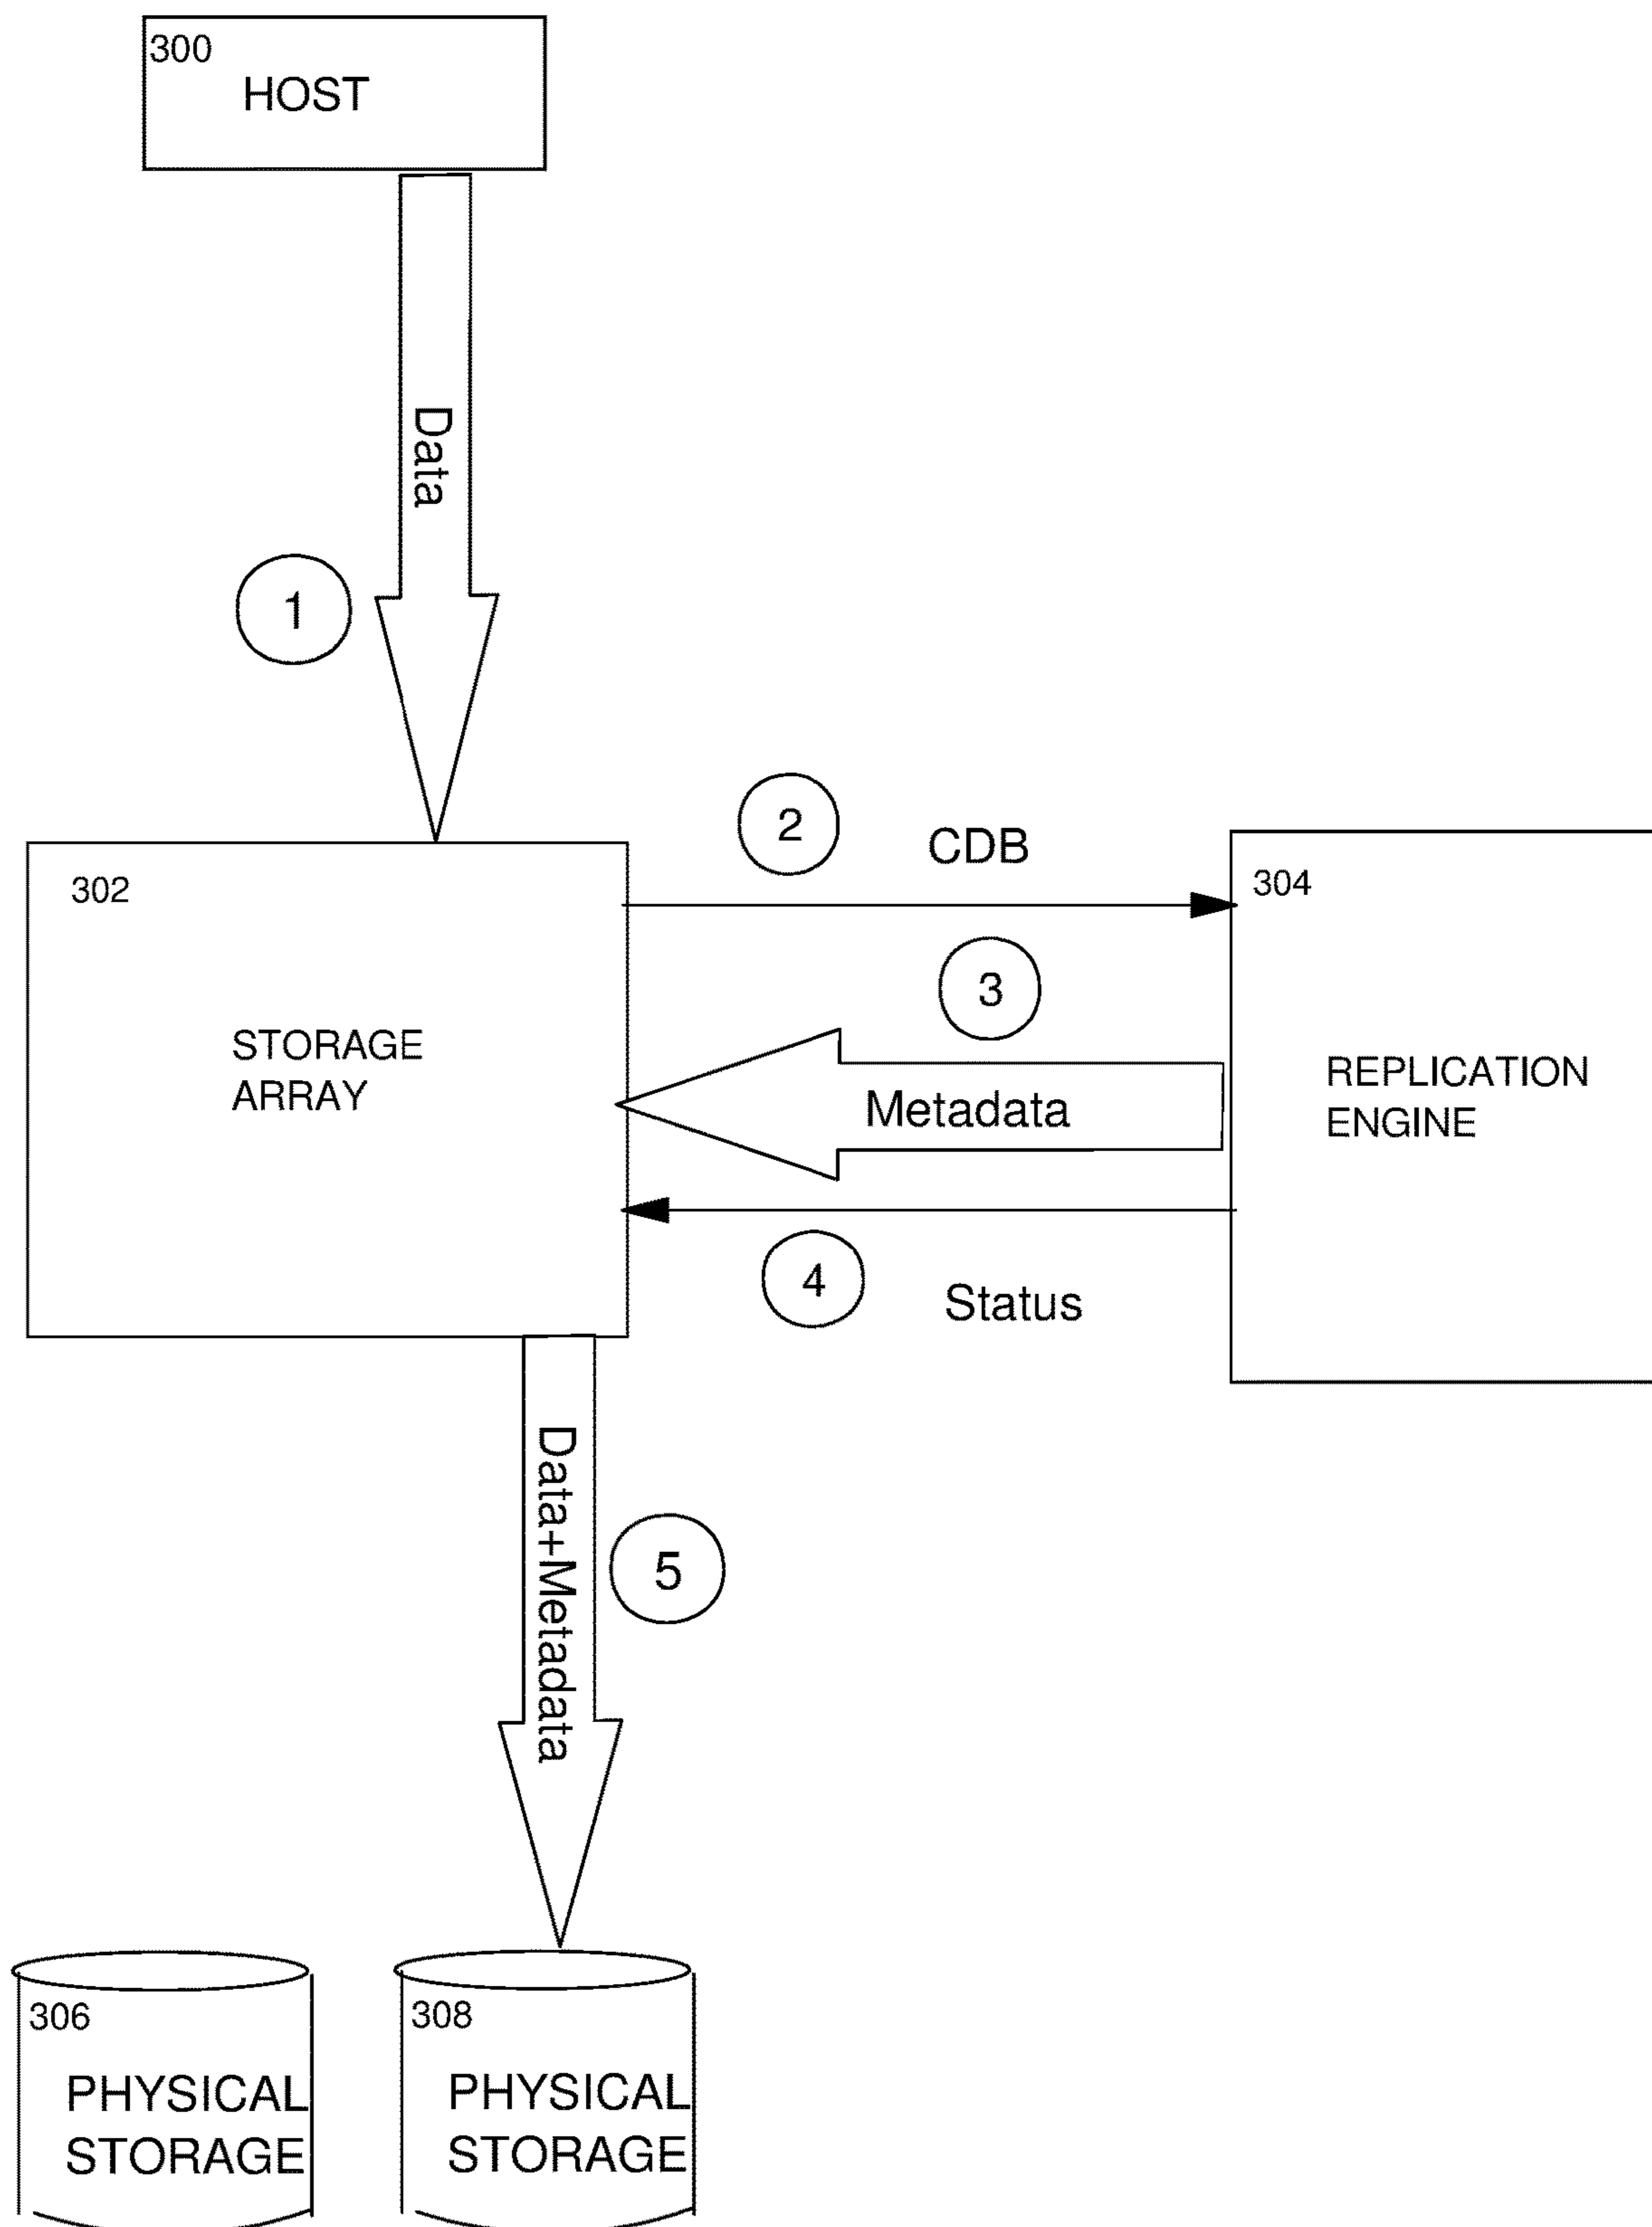 300
HOST
Data
1
2
CDB
302
304
3
STORAGE
ARRAY
Metadata
REPLICATION
ENGINE
4
Status
Data+Metadata
5
306
308
PHYSICAL
STORAGE
PHYSICAL
STORAGE